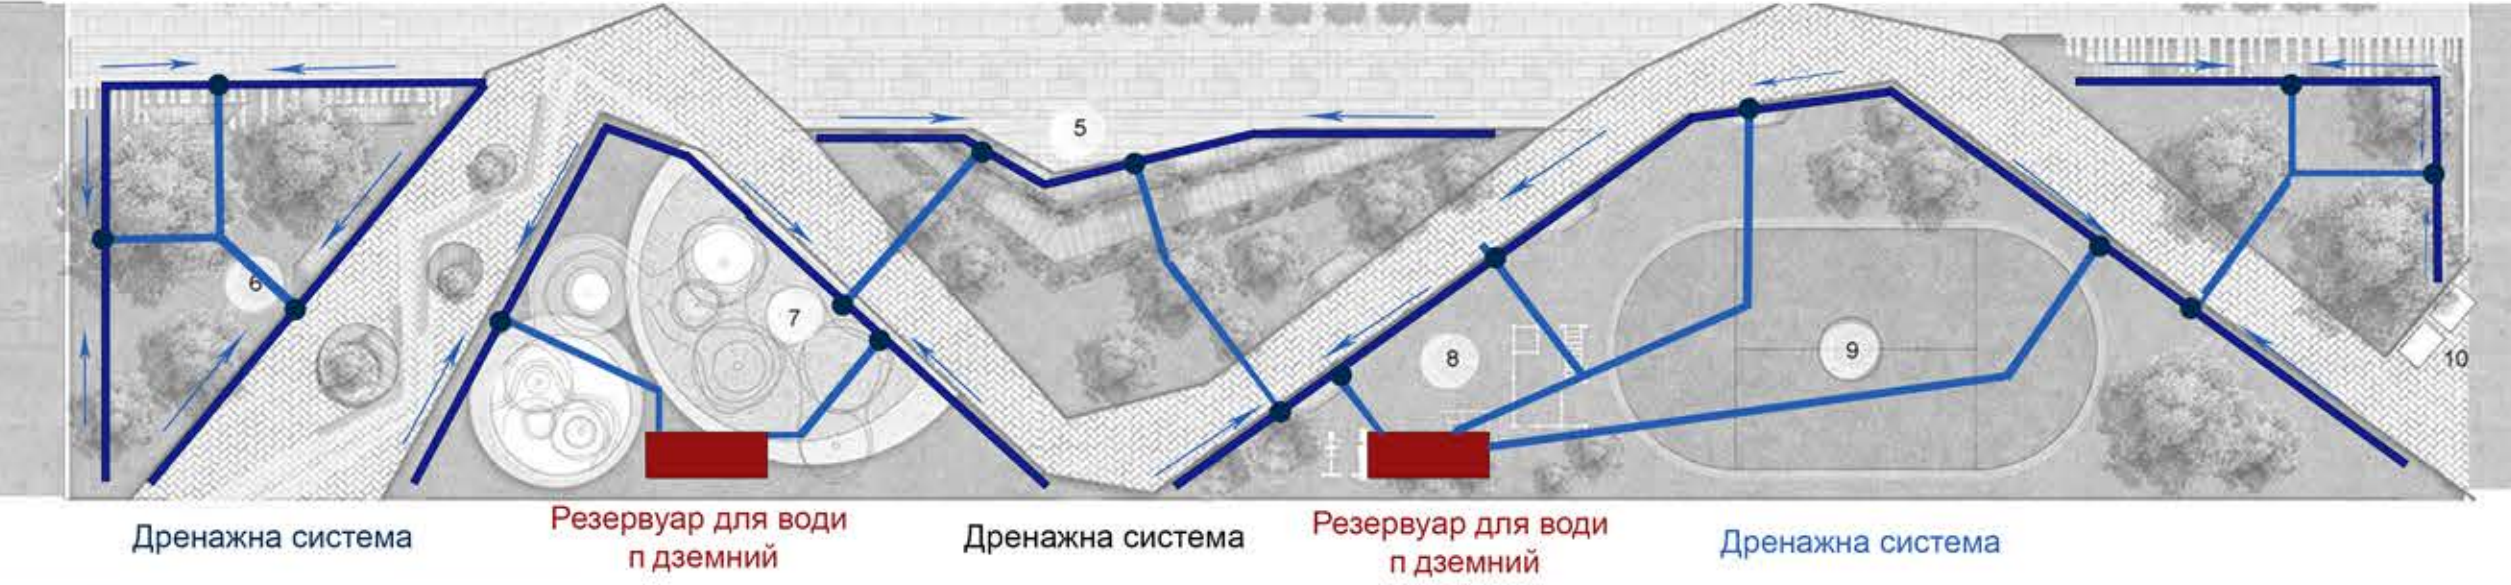 5
6
7
8
9
10
Дренажна система
Резервуар для води
п дземний
Дренажна система
Резервуар для води
п дземний
Дренажна система